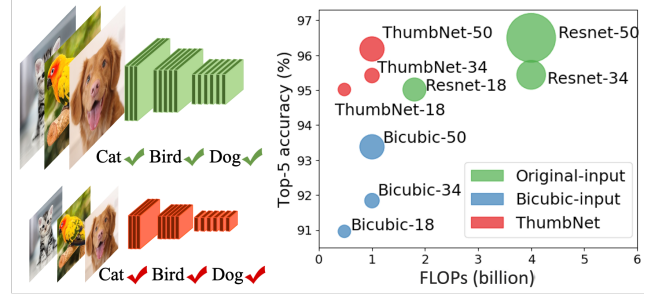 Cat Bird Dog
Cat Bird Dog
Top-5 accuracy (%)
97
96
95
94
93
92
91
ThumbNet-50
Resnet-50
ThumbNet-34
Resnet-18
Resnet-34
ThumbNet-18
Bicubic-50
Bicubic-34
Bicubic-18
Original-input
Bicubic-input
ThumbNet
0 1 2 3 4 5 6
FLOPs (billion)